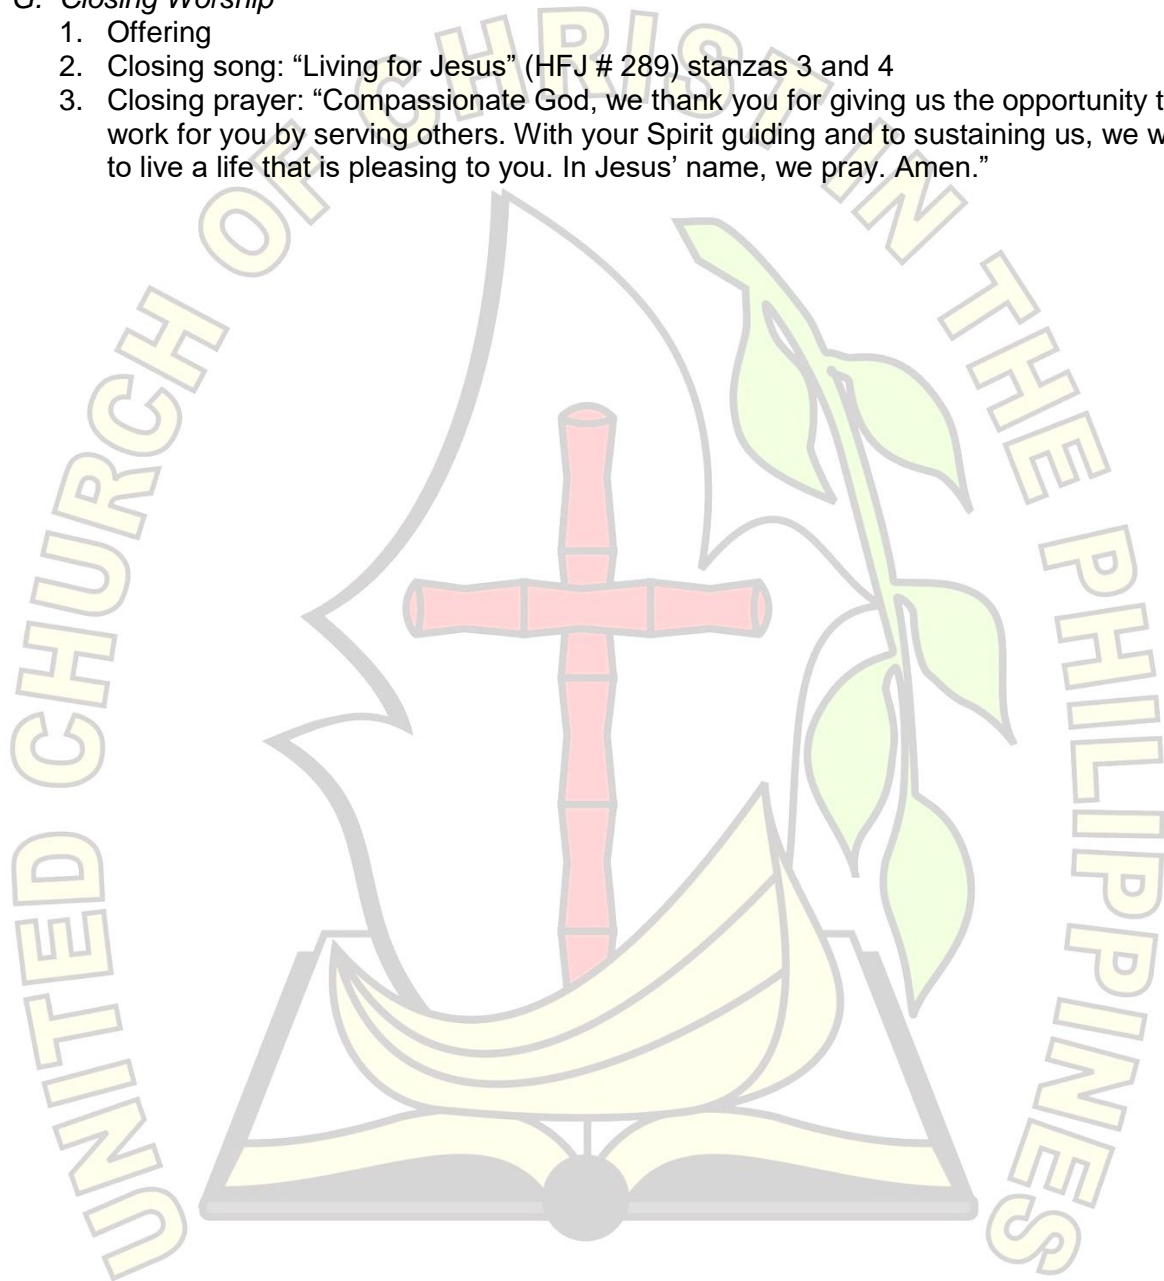 G. Closing Worship
1. Offering
2. Closing song: “Living for Jesus” (HFJ # 289) stanzas 3 and 4
3. Closing prayer: “Compassionate God, we thank you for giving us the opportunity t
work for you by serving others. With your Spirit guiding and to sustaining us, we w
to live a life that is pleasing to you. In Jesus’ name, we pray. Amen.”
UNITED CHURCH OF CHRIST IN THE PHILIPPINES